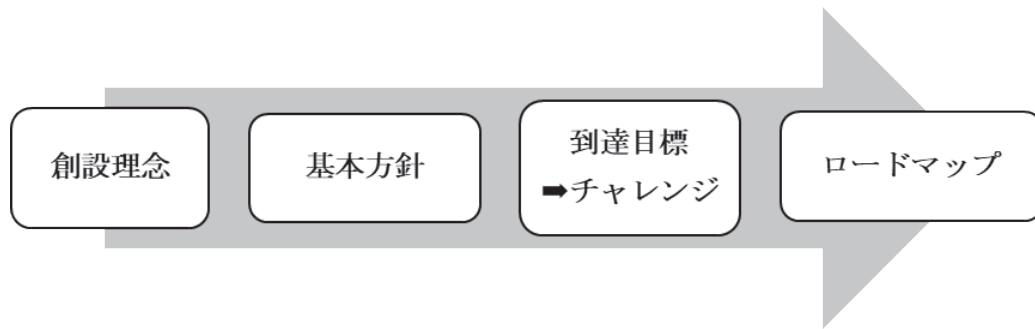 創設理念
基本方針
到達目標
➡チャレンジ
ロードマップ